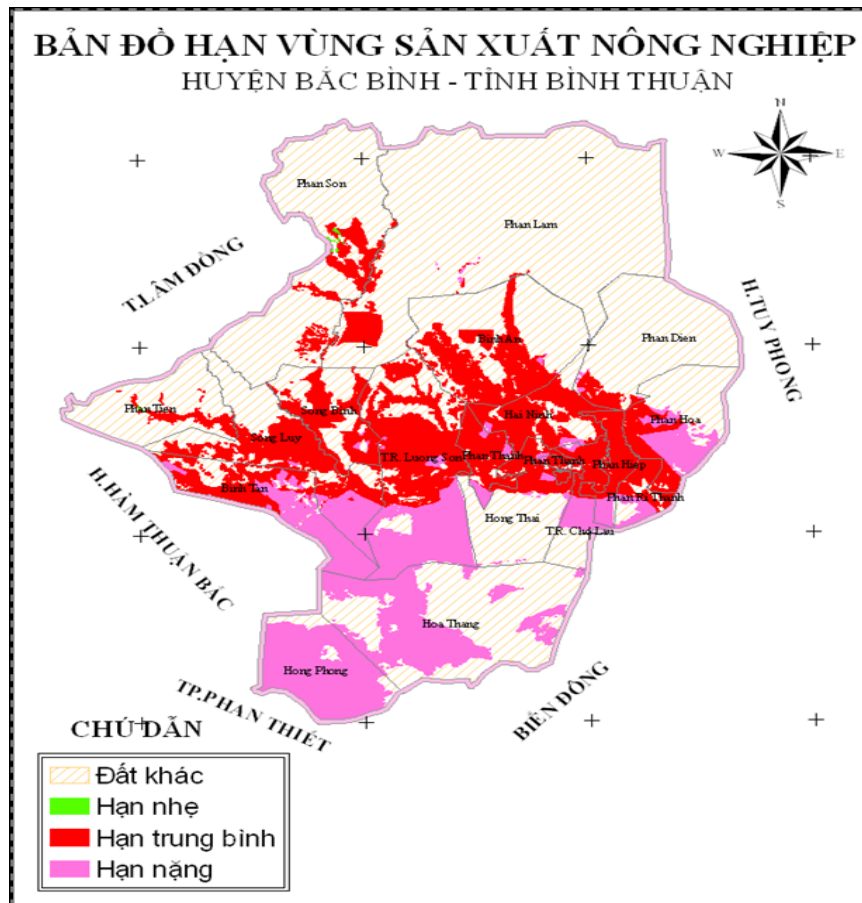 BẢN ĐỒ HẠN VÙNG SẢN XUẤT NÔNG NGHIỆP
HUYỆN BẮC BÌNH - TỈNH BÌNH THUẬN
N
W E
S
Phan Son
Phan Lam
T.LÂM ĐỒNG
H.TUY PHONG
Binh An
Phan Dien
Phan Tien
Song Binh
Hai Ninh
Phan Hoa
Song Luy
T.R. Luong Son
Phan Thanh
Phan Thanh
Phan Hiep
Binh Tan
Phan Ri Thanh
Hong Thai
T.R. Chợ Lau
H.HÀM THUẬN BẮC
Hoa Thang
Hong Phong
TP.PHAN THIẾT
BIỂN ĐÔNG
CHÚ DẪN
Đất khác
Hạn nhẹ
Hạn trung bình
Hạn nặng